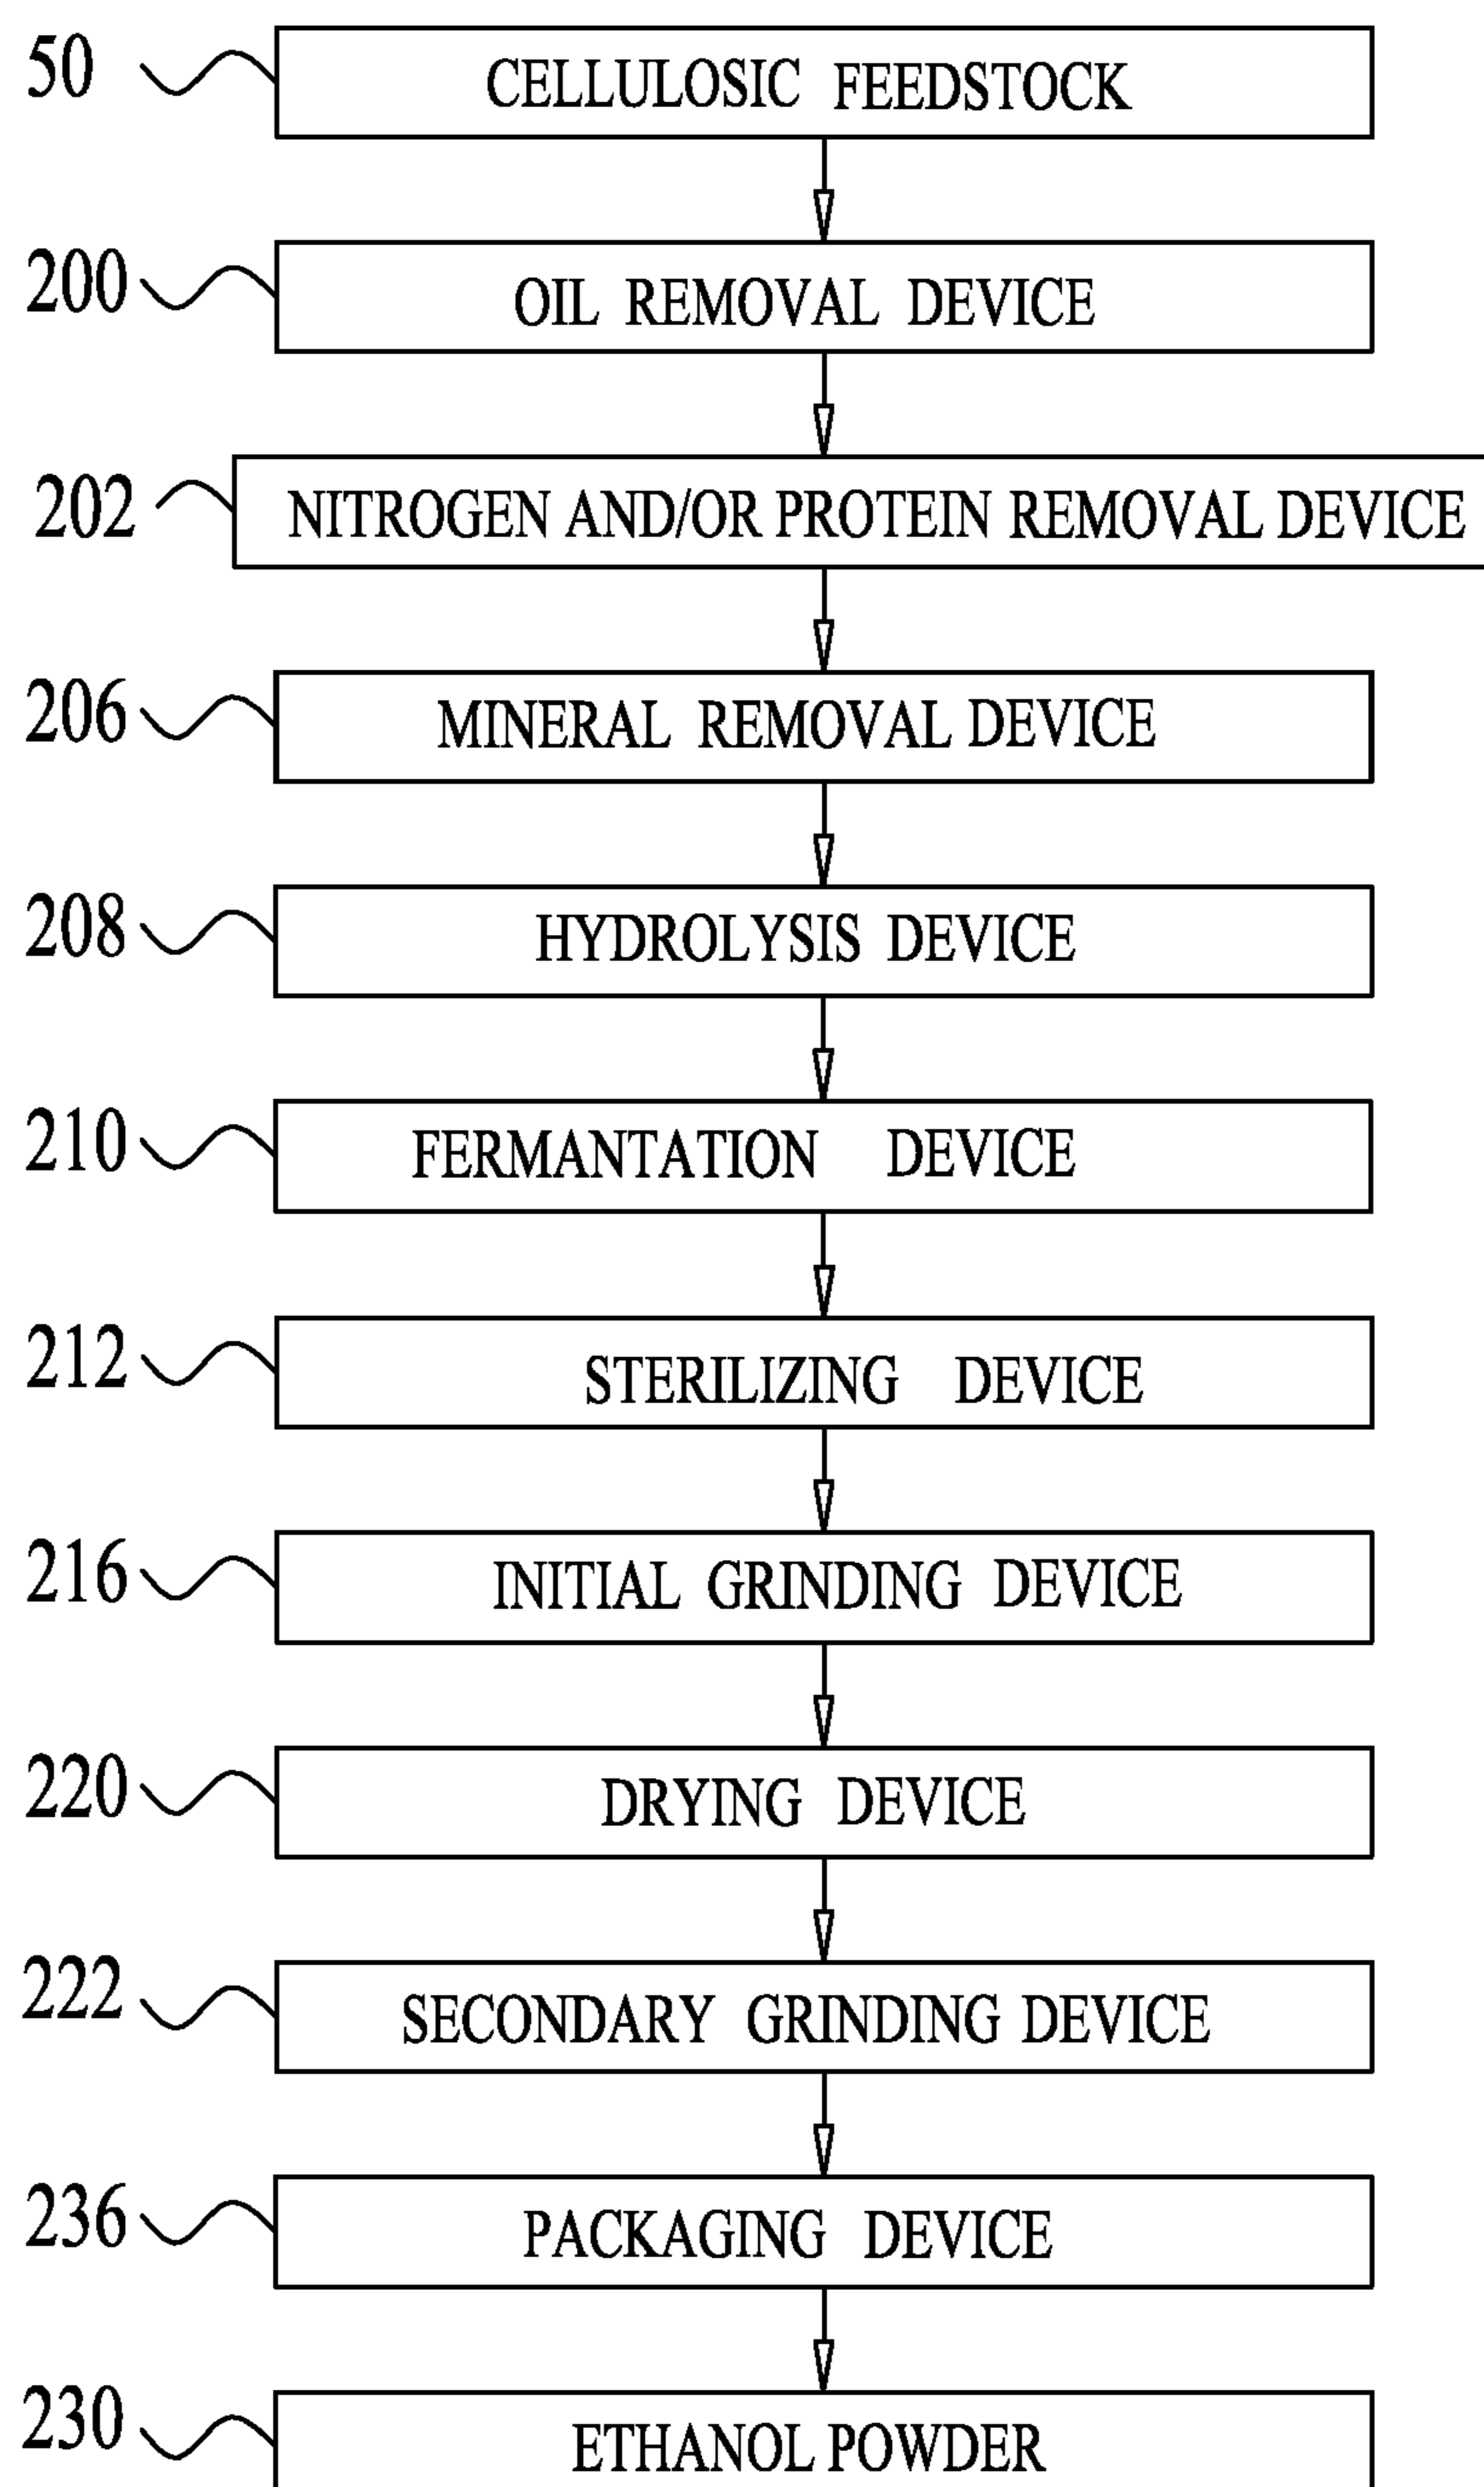 50 CELLULOSIC FEEDSTOCK
200 OIL REMOVAL DEVICE
202 NITROGEN AND/OR PROTEIN REMOVAL DEVICE
206 MINERAL REMOVAL DEVICE
208 HYDROLYSIS DEVICE
210 FERMANTATION DEVICE
212 STERILIZING DEVICE
216 INITIAL GRINDING DEVICE
220 DRYING DEVICE
222 SECONDARY GRINDING DEVICE
236 PACKAGING DEVICE
230 ETHANOL POWDER